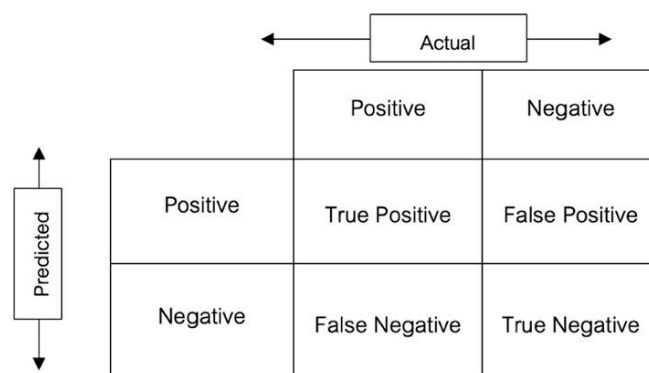 Actual
Positive Negative
Predicted
Positive True Positive False Positive
Negative False Negative True Negative